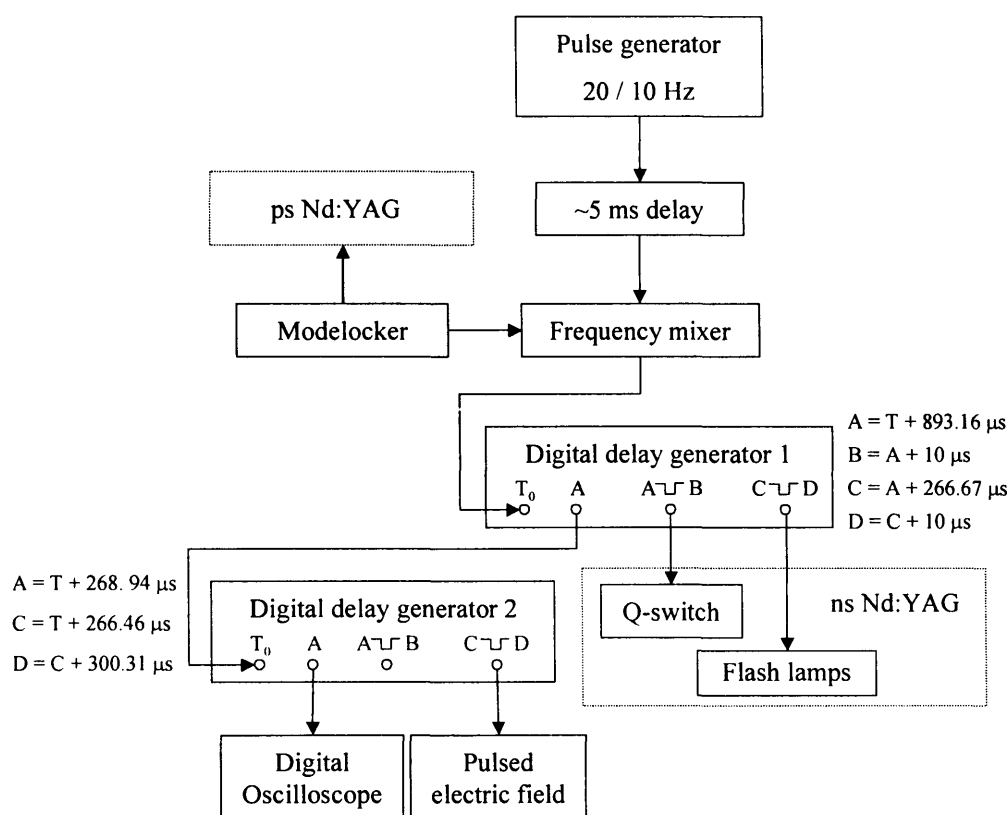 Pulse generator
20 / 10 Hz
ps Nd:YAG
~5 ms delay
Modelocker
Frequency mixer
A = T + 893.16 μs
B = A + 10 μs
C = A + 266.67 μs
D = C + 10 μs
Digital delay generator 1
T₀ A A B C D
A = T + 268. 94 μs
C = T + 266.46 μs
D = C + 300.31 μs
Digital delay generator 2
T₀ A A B C D
Q-switch
ns Nd:YAG
Flash lamps
Digital
Oscilloscope
Pulsed
electric field